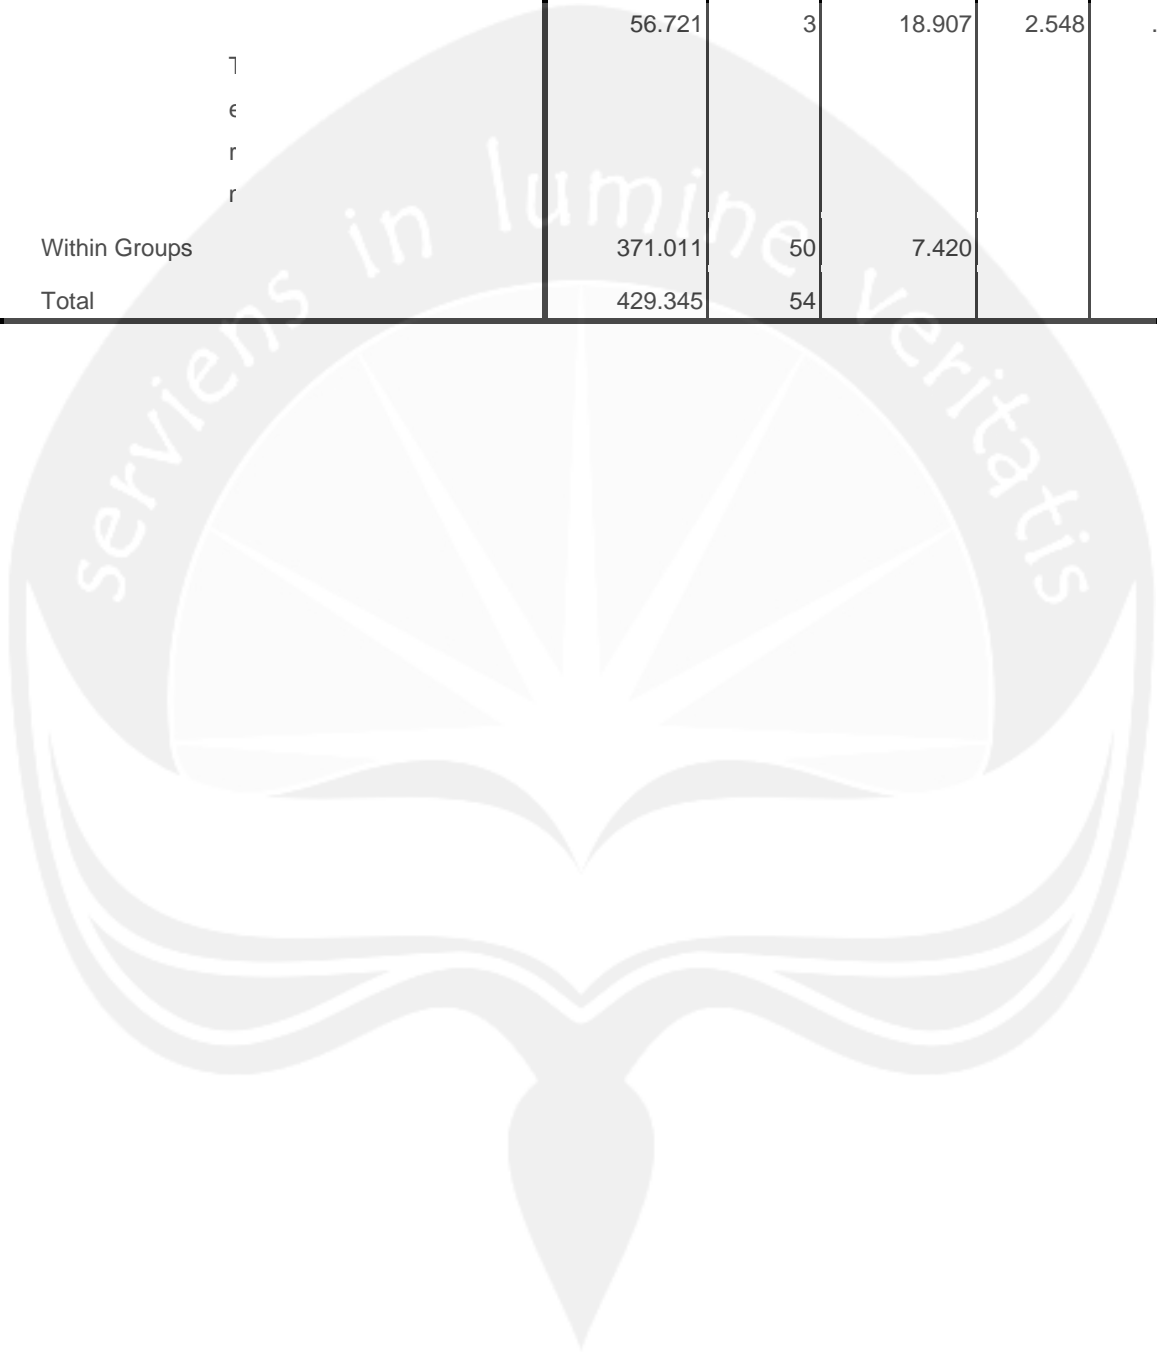 56.721 3 18.907 2.548 .
T
e
r
r
Within Groups 371.011 50 7.420
Total 429.345 54
serviens in lumine veritatis